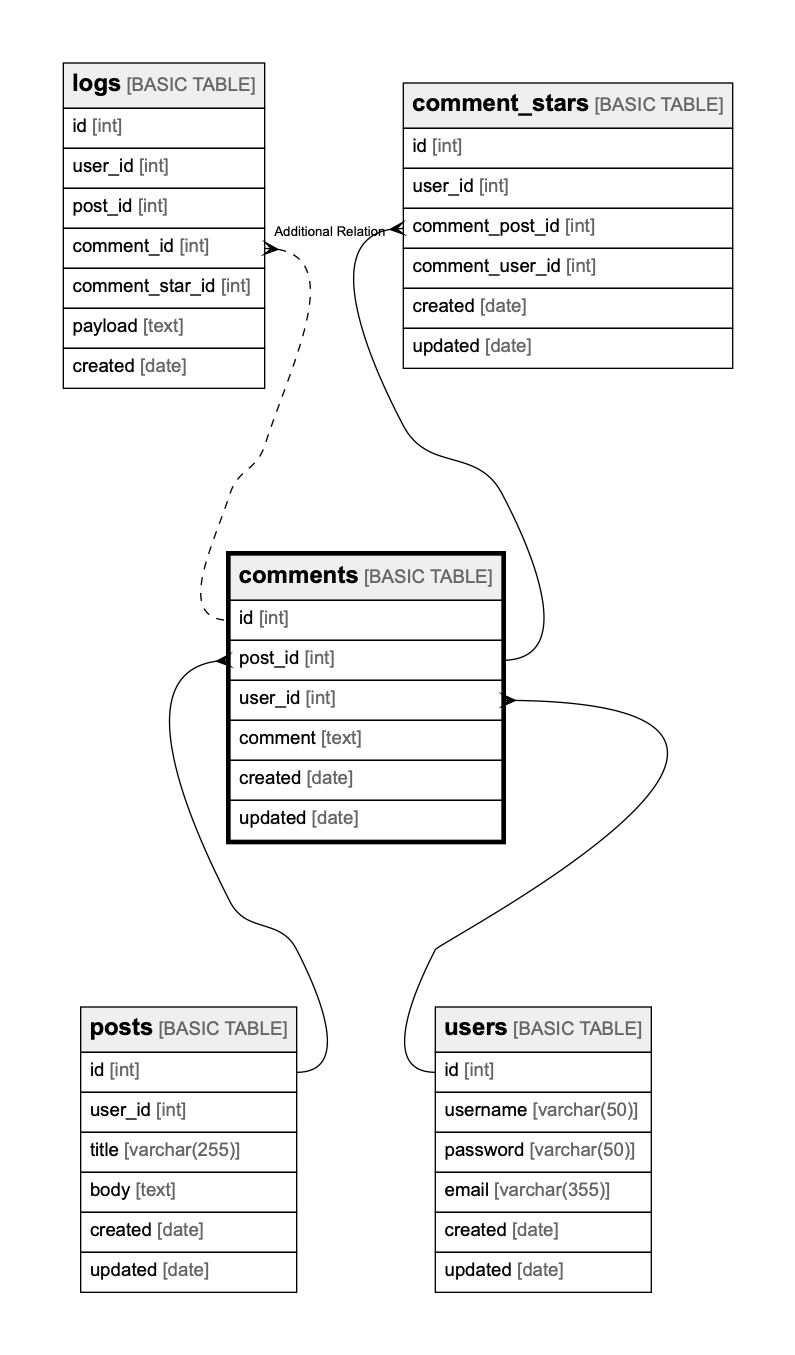 logs [BASIC TABLE]
id [int]
user_id [int]
post_id [int]
comment_id [int]
comment_star_id [int]
payload [text]
created [date]
Additional Relation
comment_stars [BASIC TABLE]
id [int]
user_id [int]
comment_post_id [int]
comment_user_id [int]
created [date]
updated [date]
comments [BASIC TABLE]
id [int]
post_id [int]
user_id [int]
comment [text]
created [date]
updated [date]
posts [BASIC TABLE]
id [int]
user_id [int]
title [varchar(255)]
body [text]
created [date]
updated [date]
users [BASIC TABLE]
id [int]
username [varchar(50)]
password [varchar(50)]
email [varchar(355)]
created [date]
updated [date]